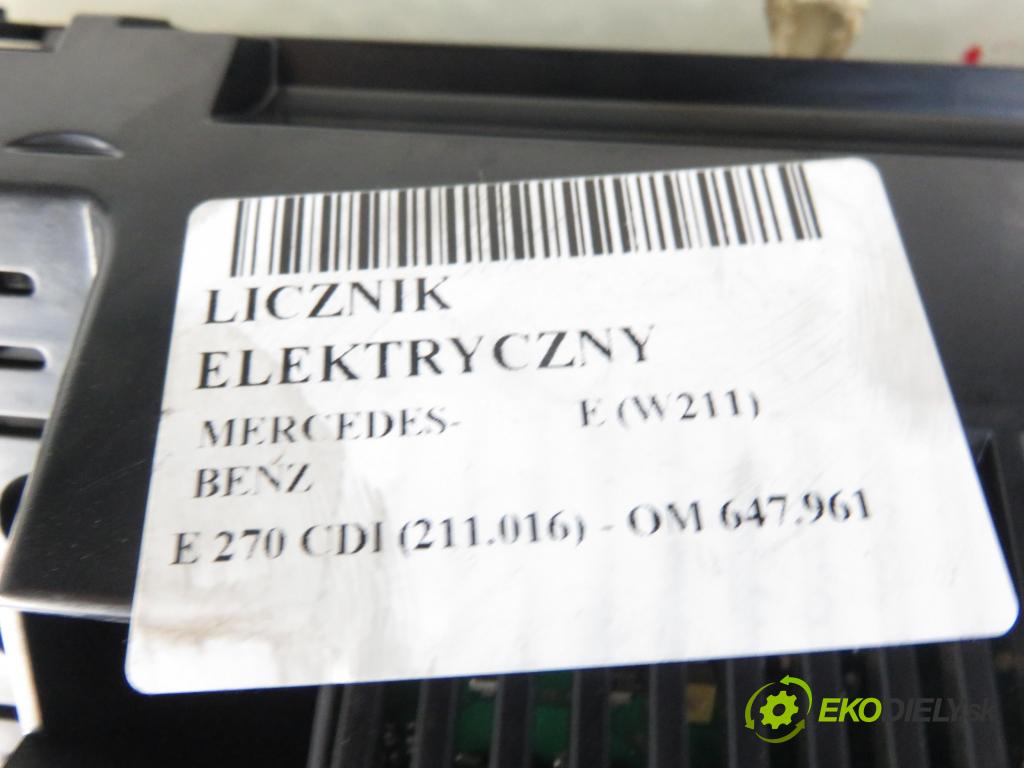 LICZNIK
ELEKTRYCZNY
MERCEDES- E (W211)
BENZ
E 270 CDI (211.016) - OM 647.961
EKODIELY.sk